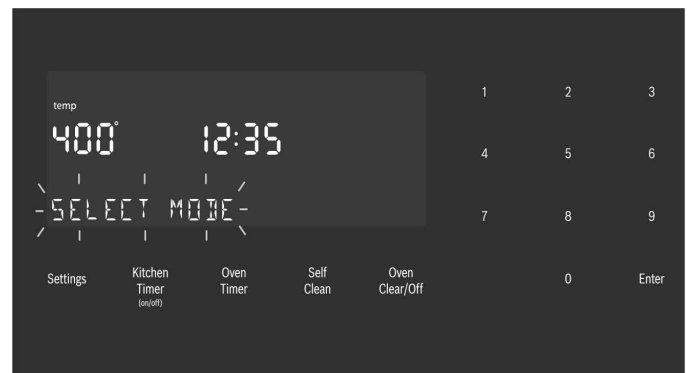 temp
400° 12:35
SELECT MODE
Settings
Kitchen
Timer
(on/off)
Oven
Timer
Self
Clean
Oven
Clear/Off
1 2 3
4 5 6
7 8 9
0 Enter